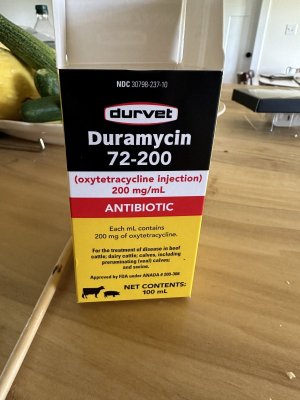 NDC 30798-237-10
durvet
Duramycin
72-200
(oxytetracycline injection)
200 mg/mL
ANTIBIOTIC
Each mL contains
200 mg of oxytetracycline.
For the treatment of disease in beef
cattle; dairy cattle; calves, including
preruminating (veal) calves;
and swine.
Approved by FDA under ANADA # 200-306
NET CONTENTS:
100 mL